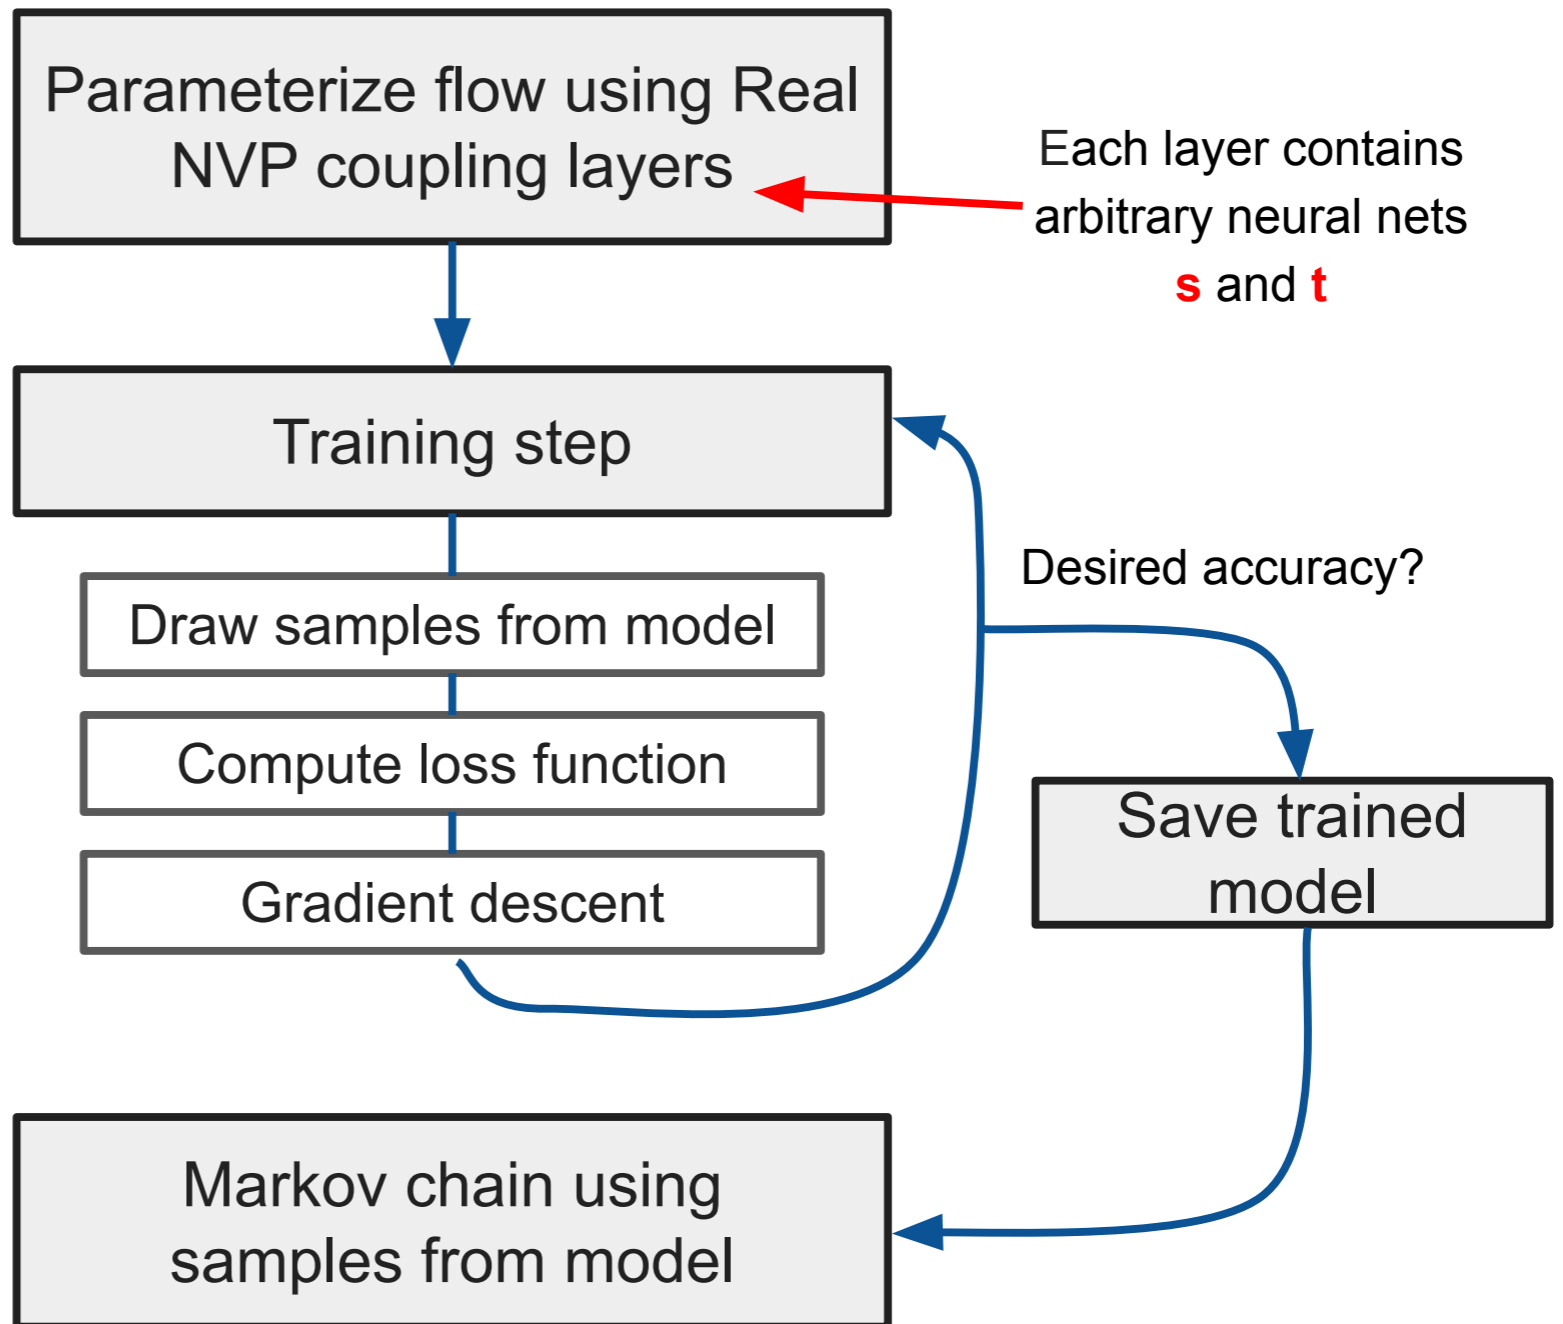 Parameterize flow using Real
NVP coupling layers
Each layer contains
arbitrary neural nets
s and t
Training step
Draw samples from model
Compute loss function
Gradient descent
Desired accuracy?
Save trained
model
Markov chain using
samples from model